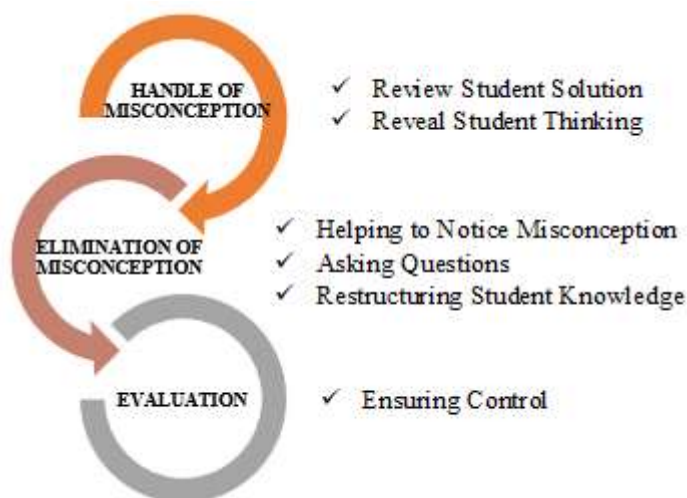 HANDLE OF
MISCONCEPTION
✓ Review Student Solution
✓ Reveal Student Thinking
ELIMINATION OF
MISCONCEPTION
✓ Helping to Notice Misconception
✓ Asking Questions
✓ Restructuring Student Knowledge
EVALUATION
✓ Ensuring Control